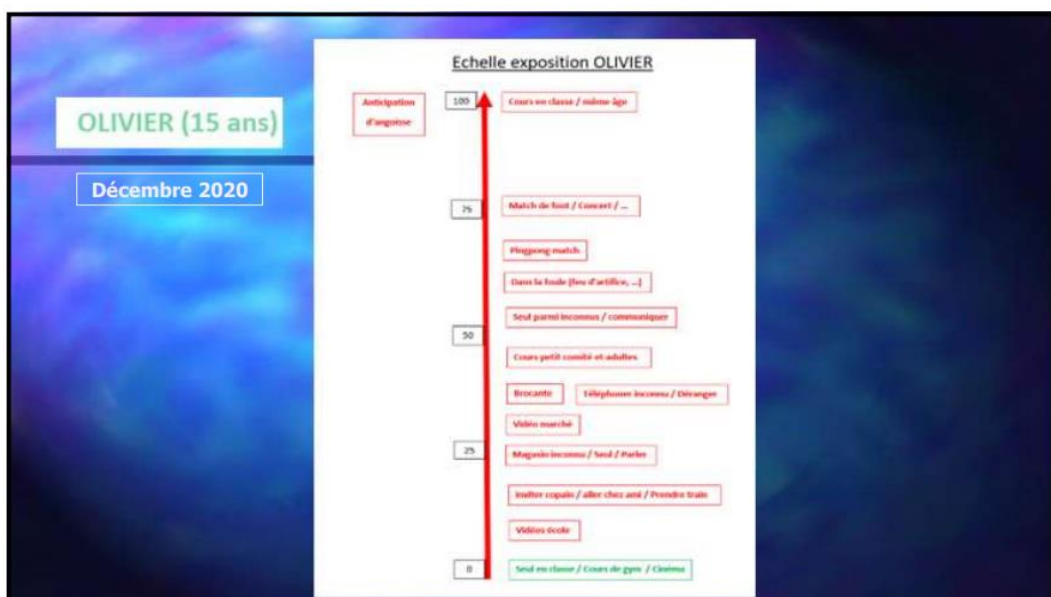 Echelle exposition OLIVIER
OLIVIER (15 ans)
Décembre 2020
Anticipation
d'angoisse
100
Cours en classe / même âge
75
Match de foot / Concert / ...
Pingpong match
Dans la foule (feu d'artifice, ...)
Seul parmi inconnus / communiquer
50
Cours petit comité et adultes
Brocante
Téléphoner inconnu / Déranger
Vidéo marché
25
Magasin inconnu / Seul / Parler
Inviter copain / aller chez ami / Prendre train
Vidéos école
0
Seul en classe / Cours de gym / Cinéma